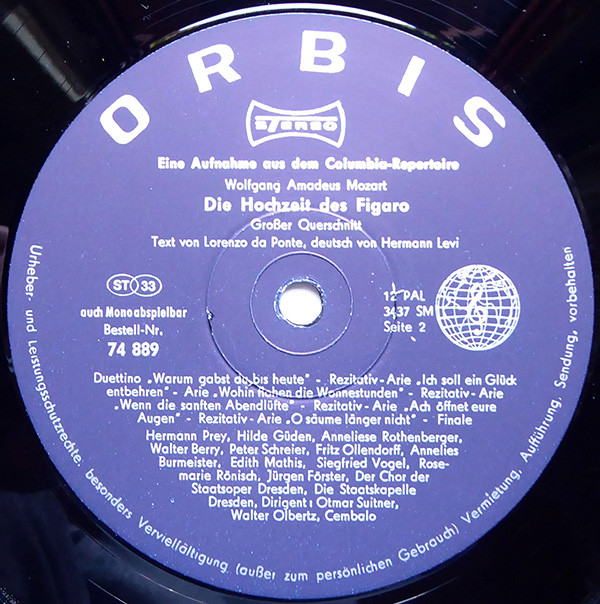 ORBIS
STEREO
Eine Aufnahme aus dem Columbia-Repertoire
Wolfgang Amadeus Mozart
Die Hochzeit des Figaro
Großer Querschnitt
Text von Lorenzo da Ponte, deutsch von Hermann Levi
ST 33
auch Monoabspielbar
Bestell-Nr.
74 889
12 PAL
3437 SM
Seite 2
Duettino „Warum gabst du bis heute" - Rezitativ-Arie „Ich soll ein Glück
entbehren" - Arie „Wohin flohen die Wonnestunden" - Rezitativ-Arie
„Wenn die sanften Abendlüfte" - Rezitativ-Arie „Ach öffnet eure
Augen" - Rezitativ-Arie „O säume länger nicht" - Finale
Hermann Prey, Hilde Güden, Anneliese Rothenberger,
Walter Berry, Peter Schreier, Fritz Ollendorff, Annelies
Burmeister, Edith Mathis, Siegfried Vogel, Rose-
marie Rönisch, Jürgen Förster, Der Chor der
Staatsoper Dresden, Die Staatskapelle
Dresden, Dirigent: Otmar Suitner,
Walter Olbertz, Cembalo
Urheber- und Leistungsschutzrechte, besonders Vervielfältigung (außer zum persönlichen Gebrauch) Vermietung, Aufführung, Sendung, vorbehalten